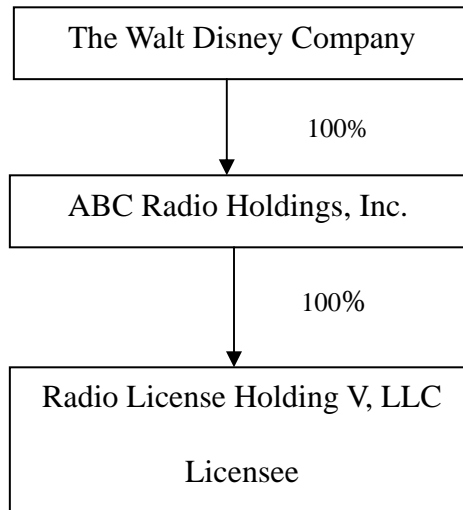 The Walt Disney Company
100%
ABC Radio Holdings, Inc.
100%
Radio License Holding V, LLC
Licensee